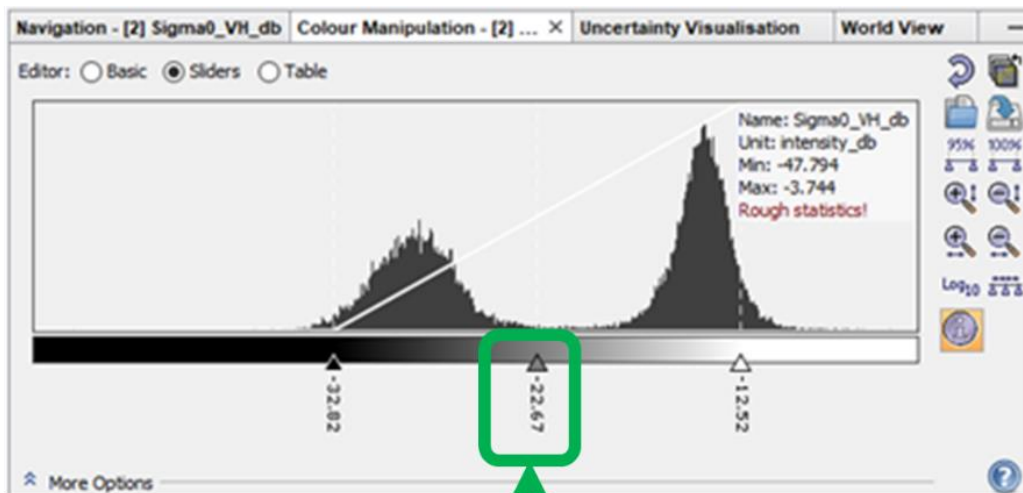 Navigation - [2] Sigma0_VH_db
Colour Manipulation - [2] ... ×
Uncertainty Visualisation
World View
Editor: Basic Sliders Table
Name: Sigma0_VH_db
Unit: intensity_db
Min: -47.794
Max: -3.744
Rough statistics!
95% 100%
Log10
-32.82
-22.67
-12.52
More Options